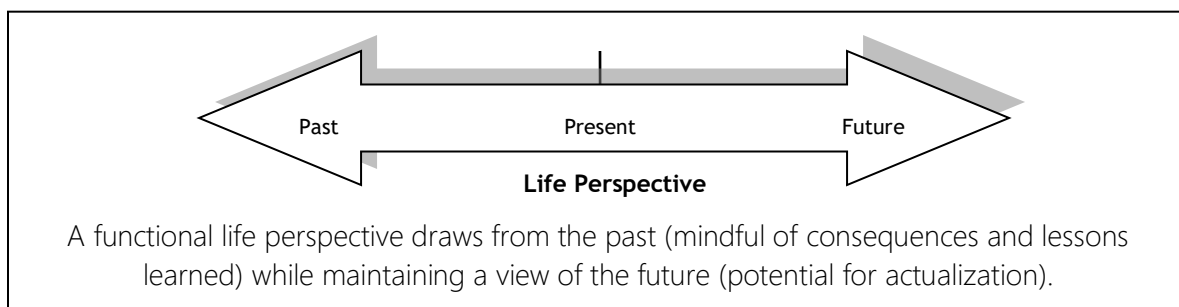 Past Present Future
Life Perspective
A functional life perspective draws from the past (mindful of consequences and lessons
learned) while maintaining a view of the future (potential for actualization).